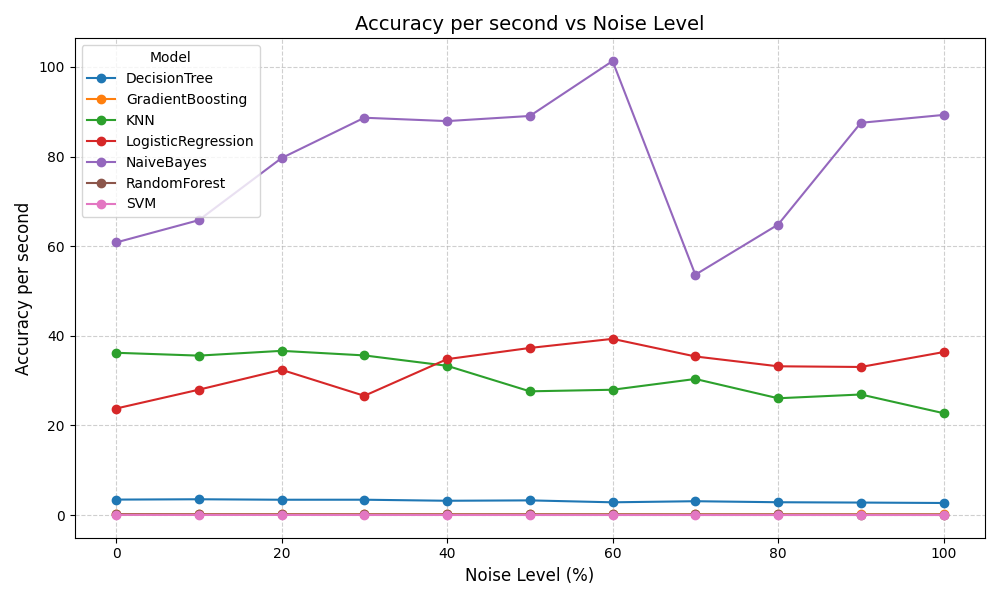 Accuracy per second vs Noise Level
Model
DecisionTree
GradientBoosting
KNN
LogisticRegression
NaiveBayes
RandomForest
SVM
Accuracy per second
100
80
60
40
20
0
0 20 40 60 80 100
Noise Level (%)